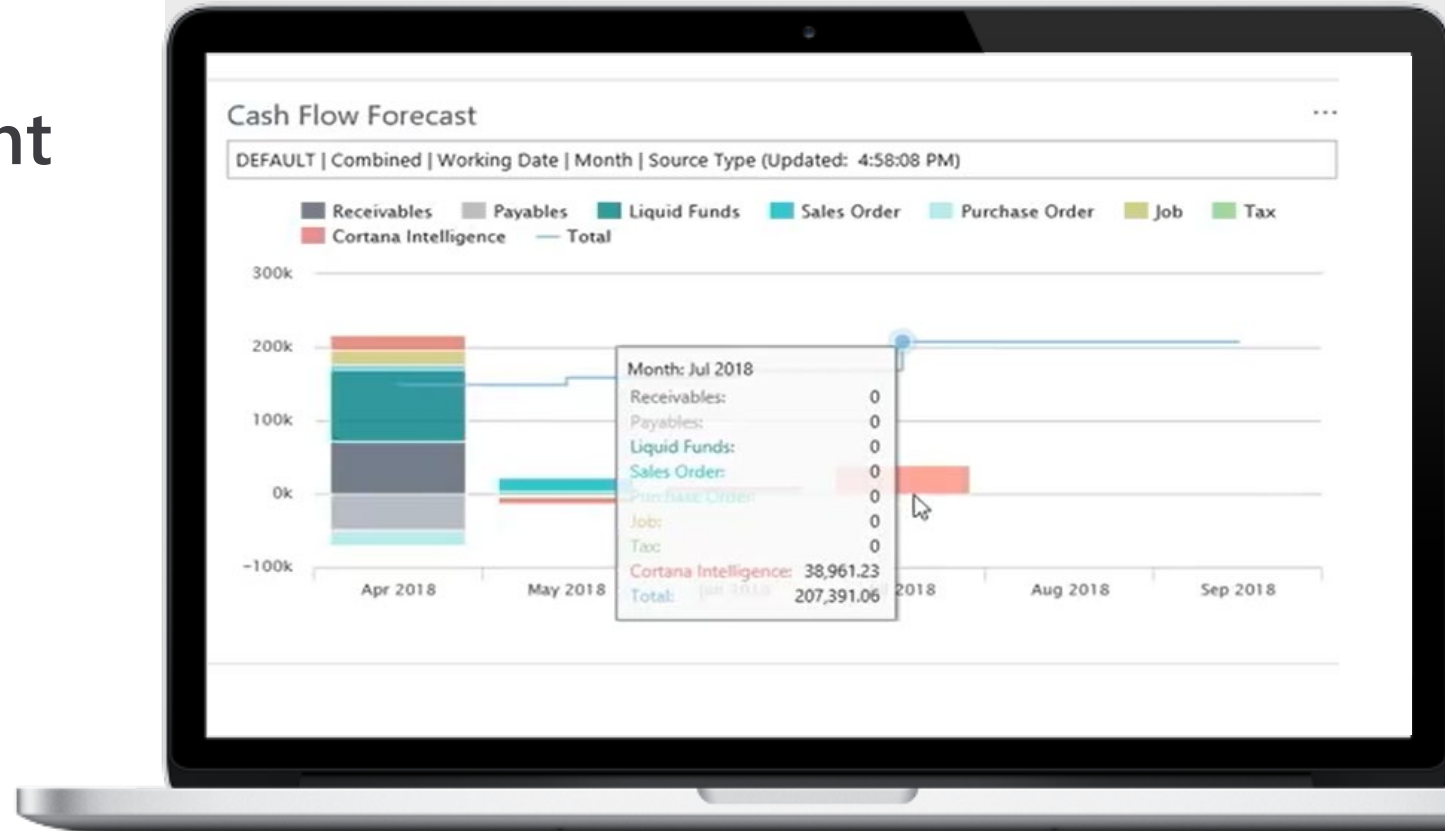 nt
Cash Flow Forecast
...
DEFAULT | Combined | Working Date | Month | Source Type (Updated: 4:58:08 PM)
Receivables Payables Liquid Funds Sales Order Purchase Order Job Tax
Cortana Intelligence Total
300k
200k
100k
0k
-100k
Month: Jul 2018
Receivables: 0
Payables: 0
Liquid Funds: 0
Sales Order: 0
Purchase Order: 0
Job: 0
Tax: 0
Cortana Intelligence: 38,961.23
Total: 207,391.06
Apr 2018 May 2018 Jun 2018 2018 Aug 2018 Sep 2018